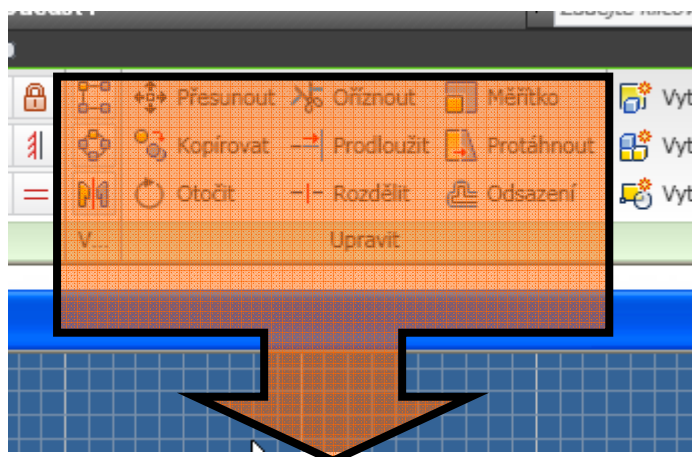 Přesunout Oříznout Měřítko Vyt
Kopírovat Prodloužit Protáhnout Vyt
Otočit Rozdělit Odsazení Vyt
V... Upravit